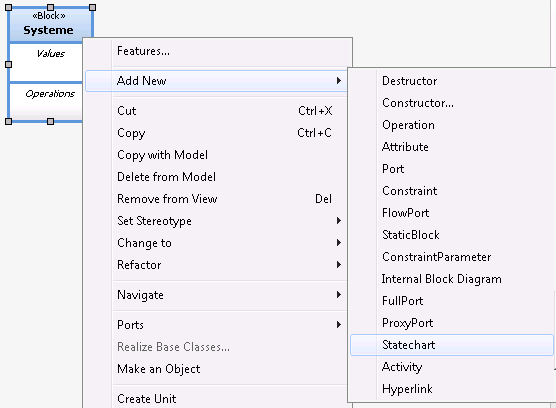 «Block»
Systeme
Values
Operations
Features...
Add New
Cut Ctrl+X
Copy Ctrl+C
Copy with Model
Delete from Model
Remove from View Del
Set Stereotype
Change to
Refactor
Navigate
Ports
Realize Base Classes...
Make an Object
Create Unit
Destructor
Constructor...
Operation
Attribute
Port
Constraint
FlowPort
StaticBlock
ConstraintParameter
Internal Block Diagram
FullPort
ProxyPort
Statechart
Activity
Hyperlink